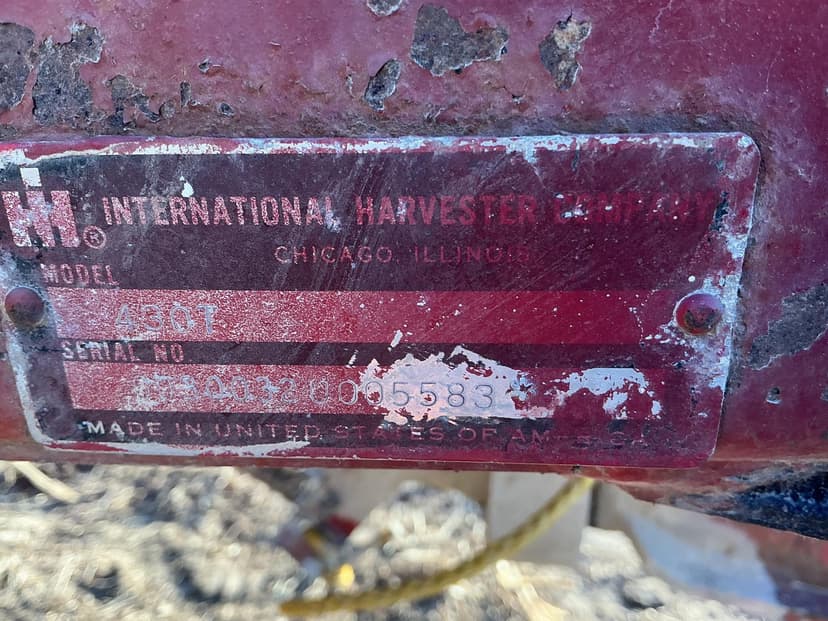 IH® INTERNATIONAL HARVESTER COMPANY
CHICAGO, ILLINOIS
MODEL
430T
SERIAL NO
MADE IN UNITED STATES OF AMERICA